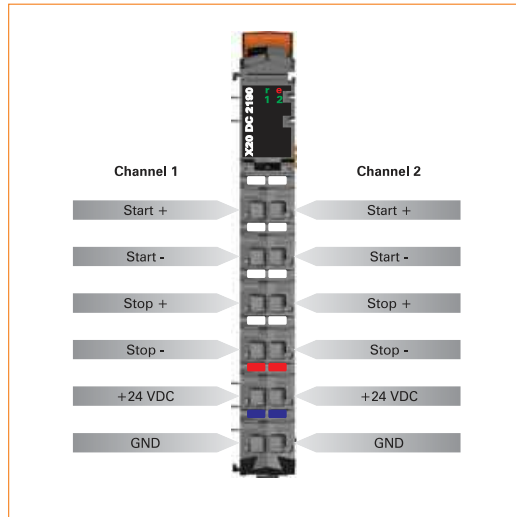 X20 DC 2190
r e
1 2
Channel 1
Channel 2
Start +
Start +
Start -
Start -
Stop +
Stop +
Stop -
Stop -
+24 VDC
+24 VDC
GND
GND